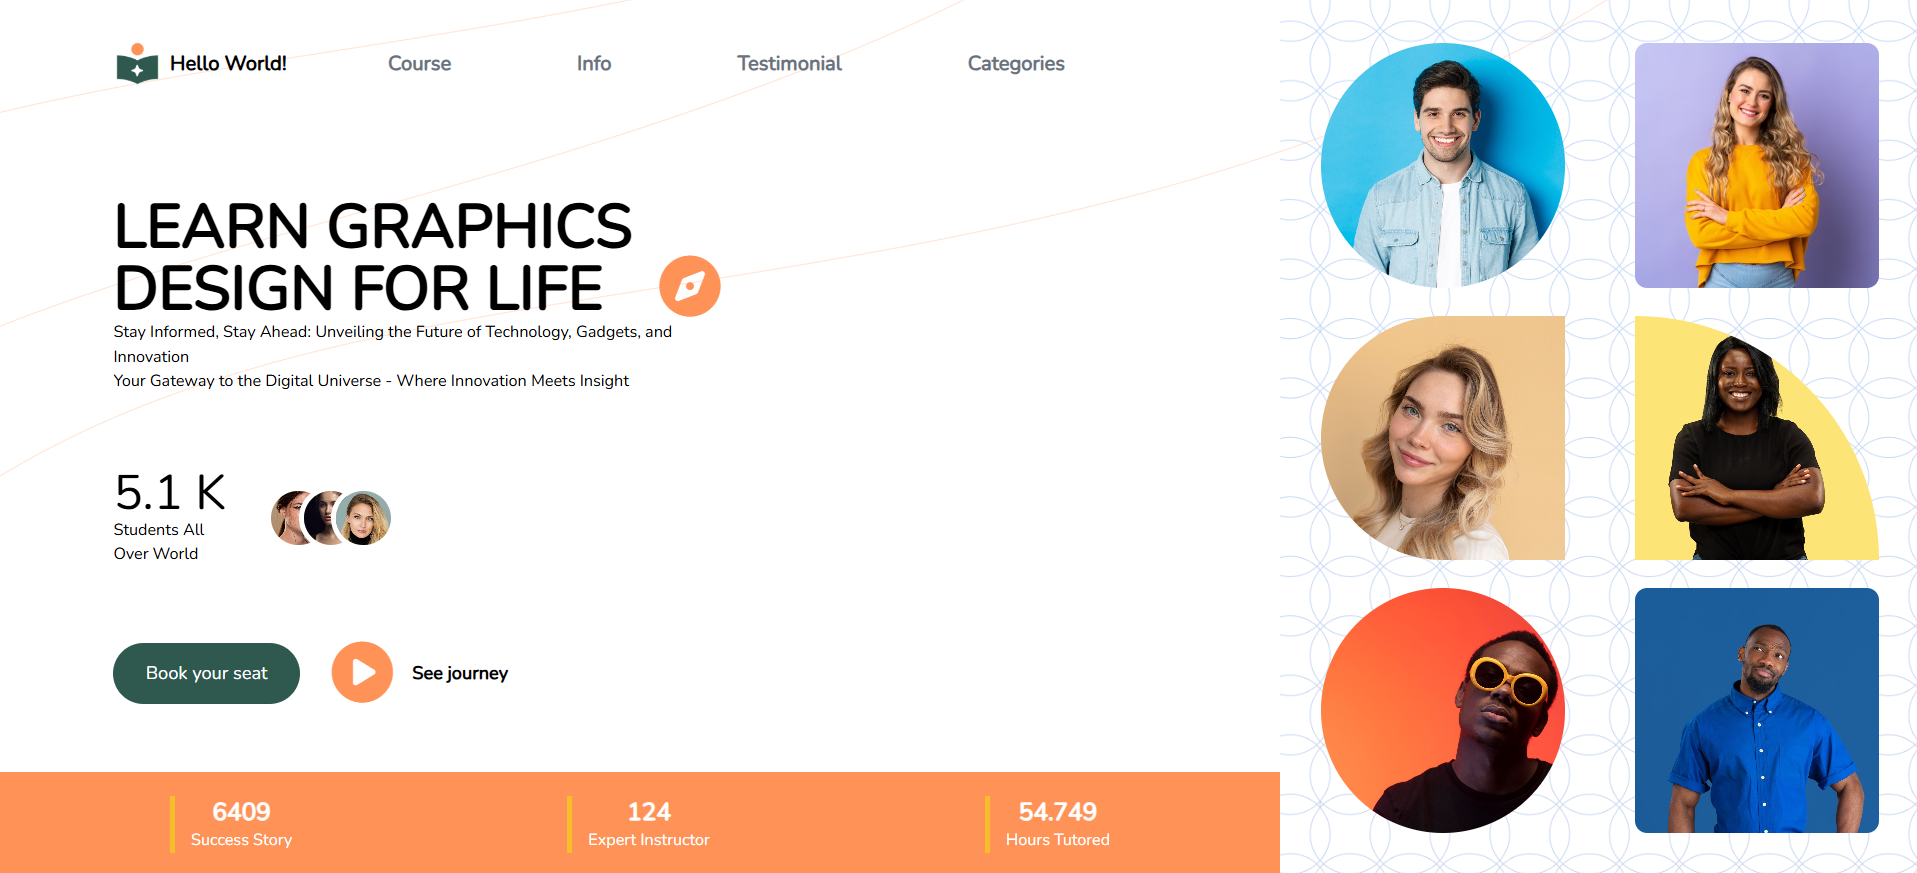 Hello World!
Course
Info
Testimonial
Categories
LEARN GRAPHICS
DESIGN FOR LIFE
Stay Informed, Stay Ahead: Unveiling the Future of Technology, Gadgets, and
Innovation
Your Gateway to the Digital Universe - Where Innovation Meets Insight
5.1 K
Students All
Over World
Book your seat
See journey
6409
Success Story
124
Expert Instructor
54.749
Hours Tutored